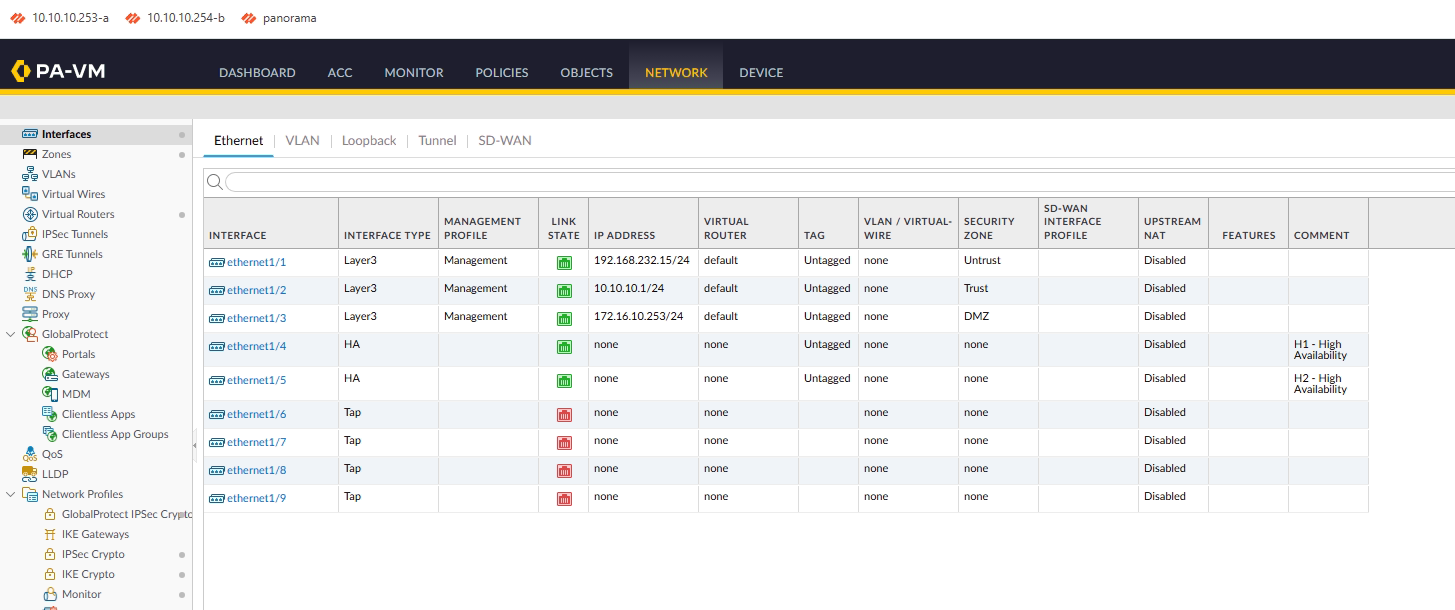 10.10.10.253-a 10.10.10.254-b panorama
PA-VM DASHBOARD ACC MONITOR POLICIES OBJECTS NETWORK DEVICE
Interfaces
Zones
VLANs
Virtual Wires
Virtual Routers
IPSec Tunnels
GRE Tunnels
DHCP
DNS Proxy
Proxy
GlobalProtect
Portals
Gateways
MDM
Clientless Apps
Clientless App Groups
QoS
LLDP
Network Profiles
GlobalProtect IPSec Crypto
IKE Gateways
IPSec Crypto
IKE Crypto
Monitor
Ethernet VLAN Loopback Tunnel SD-WAN
INTERFACE INTERFACE TYPE MANAGEMENT PROFILE LINK STATE IP ADDRESS VIRTUAL ROUTER TAG VLAN / VIRTUAL-WIRE SECURITY ZONE SD-WAN INTERFACE PROFILE UPSTREAM NAT FEATURES COMMENT
ethernet1/1 Layer3 Management 192.168.232.15/24 default Untagged none Untrust Disabled
ethernet1/2 Layer3 Management 10.10.10.1/24 default Untagged none Trust Disabled
ethernet1/3 Layer3 Management 172.16.10.253/24 default Untagged none DMZ Disabled
ethernet1/4 HA none none Untagged none none Disabled H1 - High Availability
ethernet1/5 HA none none Untagged none none Disabled H2 - High Availability
ethernet1/6 Tap none none none none Disabled
ethernet1/7 Tap none none none none Disabled
ethernet1/8 Tap none none none none Disabled
ethernet1/9 Tap none none none none Disabled